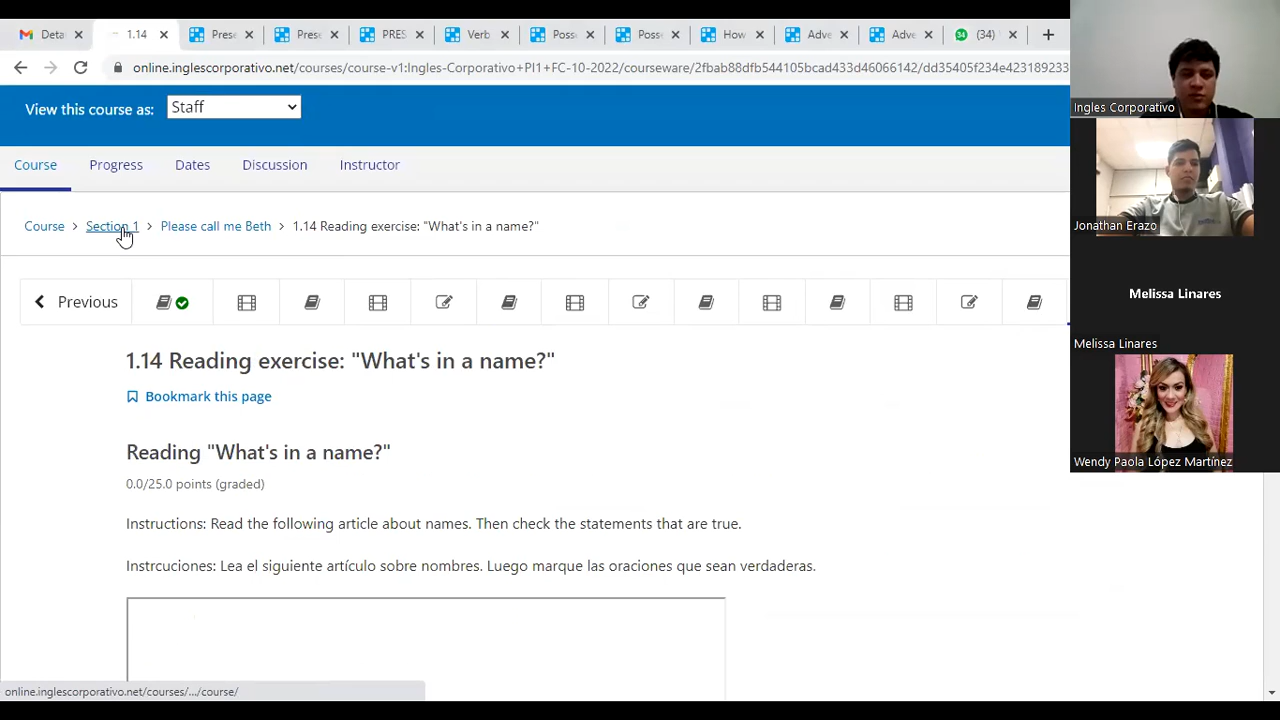 Deta
1.14
Prese
Prese
PRES
Verb
Poss
Poss
How
Adve
Adve
34
(34)
online.inglescorporativo.net/courses/course-v1:Ingles-Corporativo+PI1+FC-10-2022/courseware/2fbab88dfb544105bcad433d46066142/dd35405f234e423189233
View this course as:
Staff
Ingles Corporativo
Course
Progress
Dates
Discussion
Instructor
Course > Section 1 > Please call me Beth > 1.14 Reading exercise: "What's in a name?"
Jonathan Erazo
Previous
Melissa Linares
Melissa Linares
1.14 Reading exercise: "What's in a name?"
Bookmark this page
Reading "What's in a name?"
Wendy Paola López Martínez
0.0/25.0 points (graded)
Instructions: Read the following article about names. Then check the statements that are true.
Instrcuciones: Lea el siguiente artículo sobre nombres. Luego marque las oraciones que sean verdaderas.
online.inglescorporativo.net/courses/.../course/